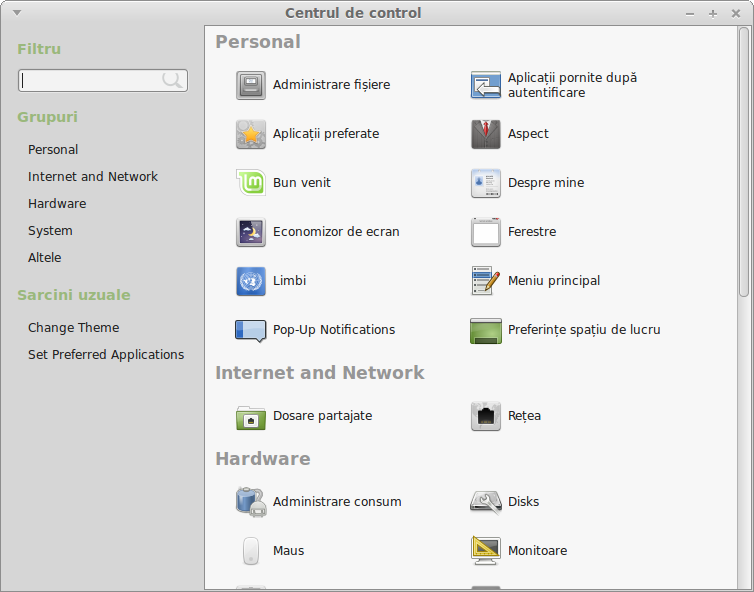 Centrul de control
Filtru
Grupuri
Personal
Internet and Network
Hardware
System
Altele
Sarcini uzuale
Change Theme
Set Preferred Applications
Personal
Administrare fișiere
Aplicații pornite după
autentificare
Aplicații preferate
Aspect
Bun venit
Despre mine
Economizor de ecran
Ferestre
Limbi
Meniu principal
Pop-Up Notifications
Preferințe spațiu de lucru
Internet and Network
Dosare partajate
Rețea
Hardware
Administrare consum
Disks
Maus
Monitoare